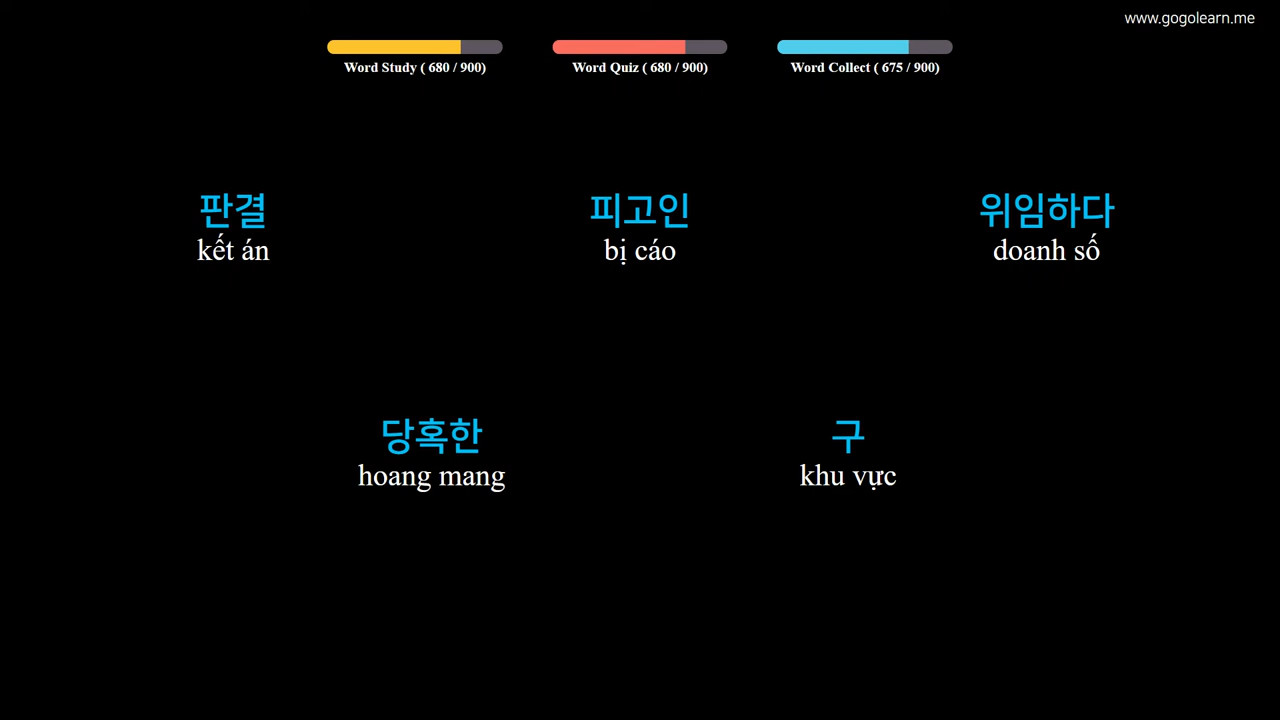 www.gogolearn.me
Word Study ( 680 / 900)
Word Quiz ( 680 / 900)
Word Collect ( 675 / 900)
판결
kết án
피고인
bị cáo
위임하다
doanh số
당혹한
hoang mang
구
khu vực